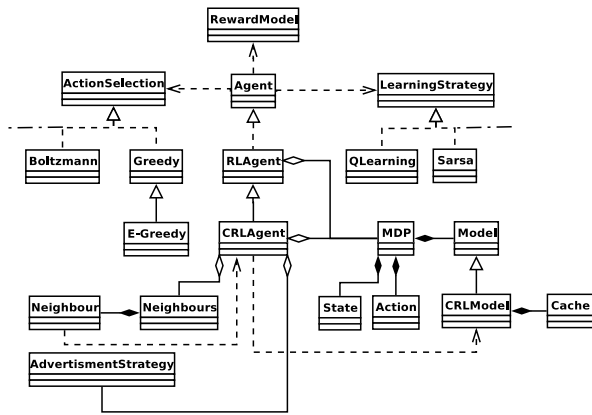 RewardModel
ActionSelection
Agent
LearningStrategy
Boltzmann
Greedy
RLAgent
QLearning
Sarsa
E-Greedy
CRLAgent
MDP
Model
Neighbour
Neighbours
State
Action
CRLModel
Cache
AdvertismentStrategy